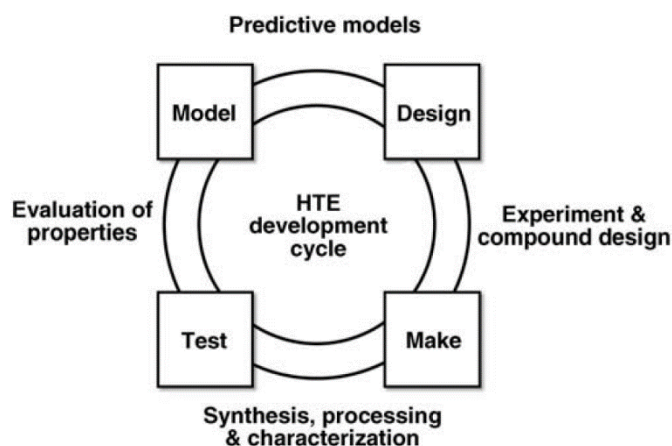 Predictive models
Model
Design
Evaluation of
properties
HTE
development
cycle
Experiment &
compound design
Test
Make
Synthesis, processing
& characterization